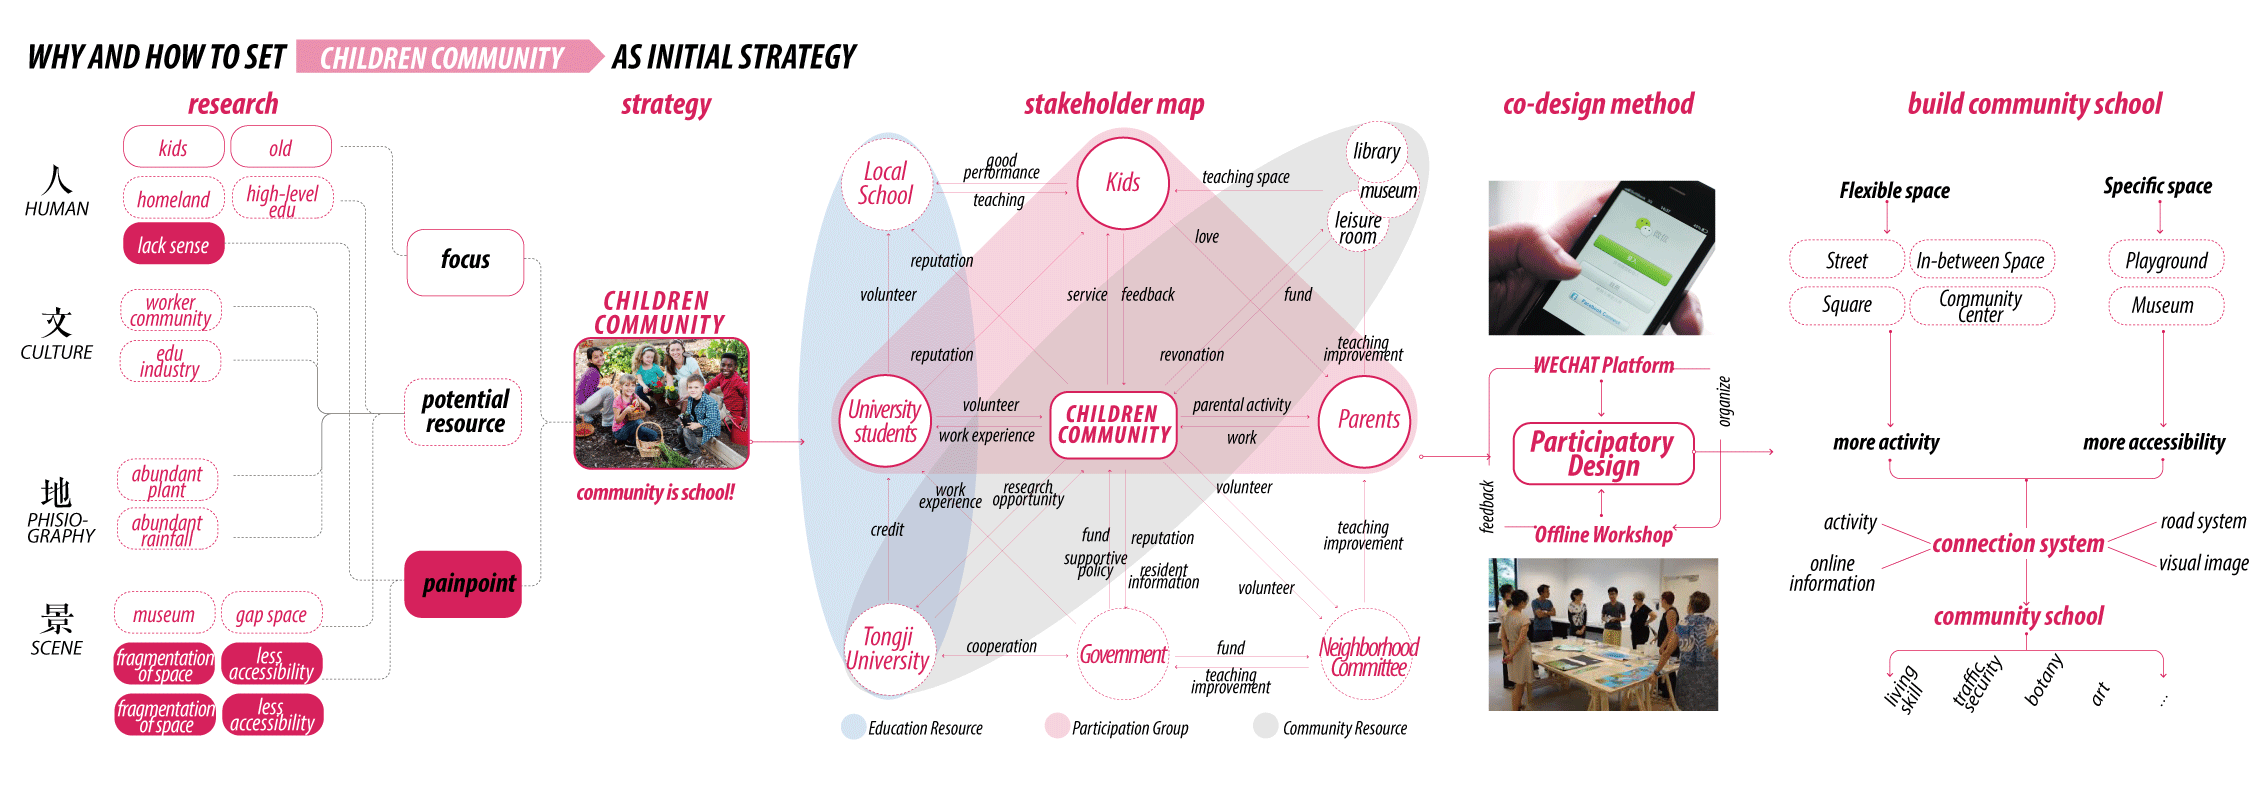 WHY AND HOW TO SET CHILDREN COMMUNITY AS INITIAL STRATEGY
research
人
HUMAN
kids
old
homeland
high-level
edu
lack sense
文
CULTURE
worker
community
edu
industry
地
PHISIO-
GRAPHY
abundant
plant
abundant
rainfall
景
SCENE
museum
gap space
fragmentation
of space
less
accessibility
fragmentation
of space
less
accessibility
focus
potential
resource
painpoint
strategy
CHILDREN
COMMUNITY
community is school!
stakeholder map
Local
School
good
performance
teaching
Kids
teaching space
library
museum
leisure
room
reputation
volunteer
service
feedback
love
fund
reputation
revonation
teaching
improvement
University
students
volunteer
work experience
CHILDREN
COMMUNITY
parental activity
work
Parents
work
experience
research
opportunity
volunteer
credit
fund
supportive
policy
reputation
resident
information
teaching
improvement
volunteer
Tongji
University
cooperation
Government
fund
teaching
improvement
Neighborhood
Committee
Education Resource
Participation Group
Community Resource
co-design method
WECHAT Platform
organize
Participatory
Design
feedback
Offline Workshop
build community school
Flexible space
Specific space
Street
In-between Space
Playground
Square
Community
Center
Museum
more activity
more accessibility
activity
road system
connection system
online
information
visual image
community school
living
skill
traffic
security
botany
art
...